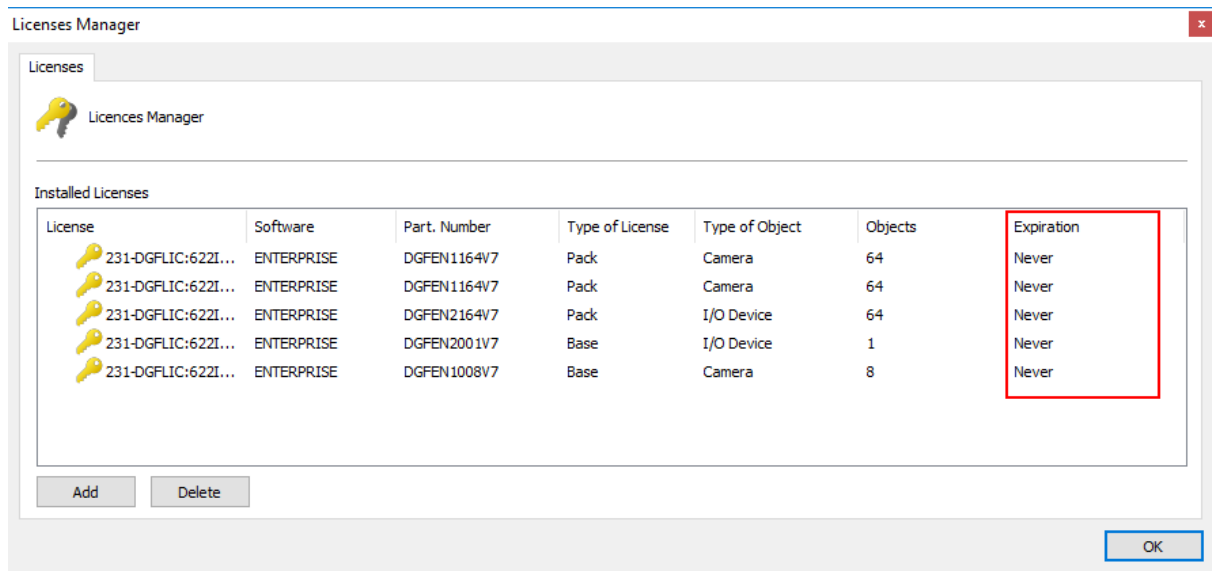 Licenses Manager x
Licenses
Licences Manager
Installed Licenses
License Software Part. Number Type of License Type of Object Objects Expiration
231-DGFLIC:622I... ENTERPRISE DGFEN1164V7 Pack Camera 64 Never
231-DGFLIC:622I... ENTERPRISE DGFEN1164V7 Pack Camera 64 Never
231-DGFLIC:622I... ENTERPRISE DGFEN2164V7 Pack I/O Device 64 Never
231-DGFLIC:622I... ENTERPRISE DGFEN2001V7 Base I/O Device 1 Never
231-DGFLIC:622I... ENTERPRISE DGFEN1008V7 Base Camera 8 Never
Add Delete
OK